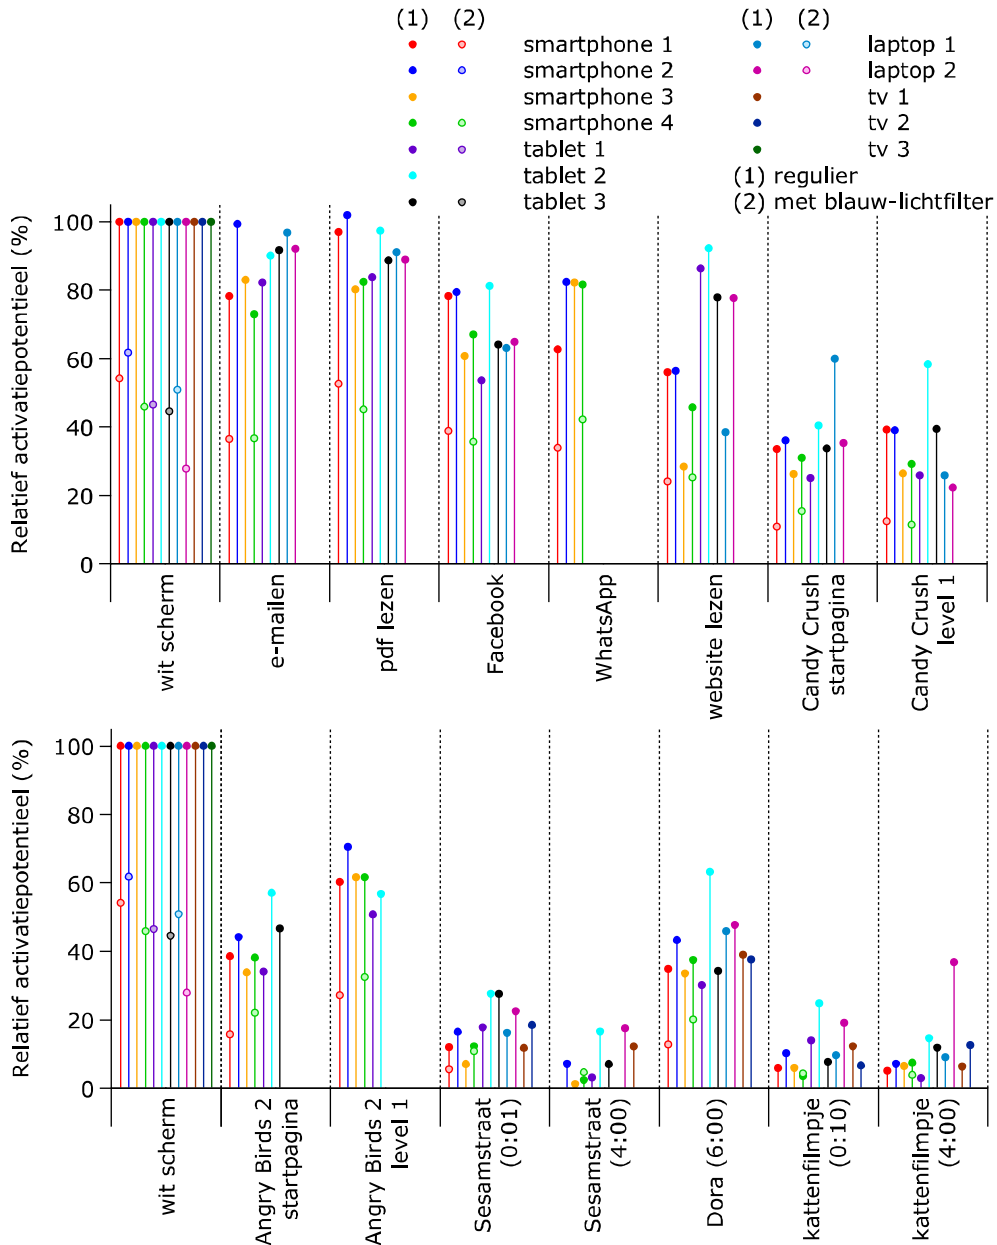 (1) (2) (1) (2)
smartphone 1 laptop 1
smartphone 2 laptop 2
smartphone 3 tv 1
smartphone 4 tv 2
tablet 1 tv 3
tablet 2 (1) regulier
tablet 3 (2) met blauw-lichtfilter
Relatief activatiepotentieel (%)
100
80
60
40
20
0
wit scherm
e-mailen
pdf lezen
Facebook
WhatsApp
website lezen
Candy Crush
startpagina
Candy Crush
level 1
Relatief activatiepotentieel (%)
100
80
60
40
20
0
wit scherm
Angry Birds 2
startpagina
Angry Birds 2
level 1
Sesamstraat
(0:01)
Sesamstraat
(4:00)
Dora (6:00)
kattenfilmpje
(0:10)
kattenfilmpje
(4:00)